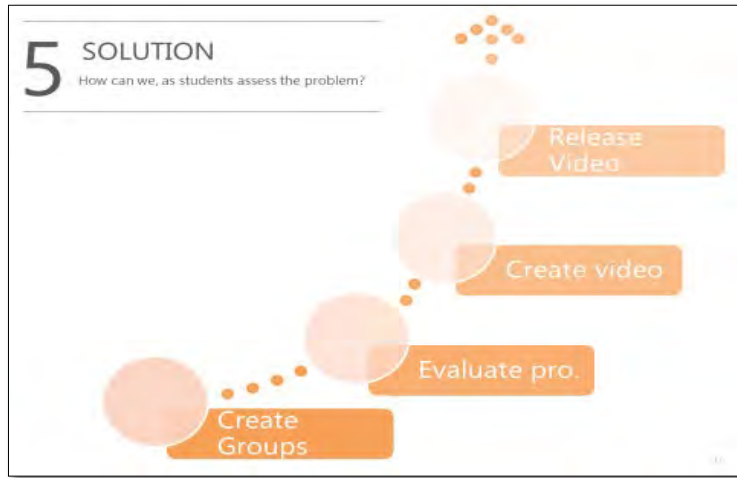 5
SOLUTION
How can we, as students assess the problem?
Release
Video
Create video
Evaluate pro.
Create
Groups